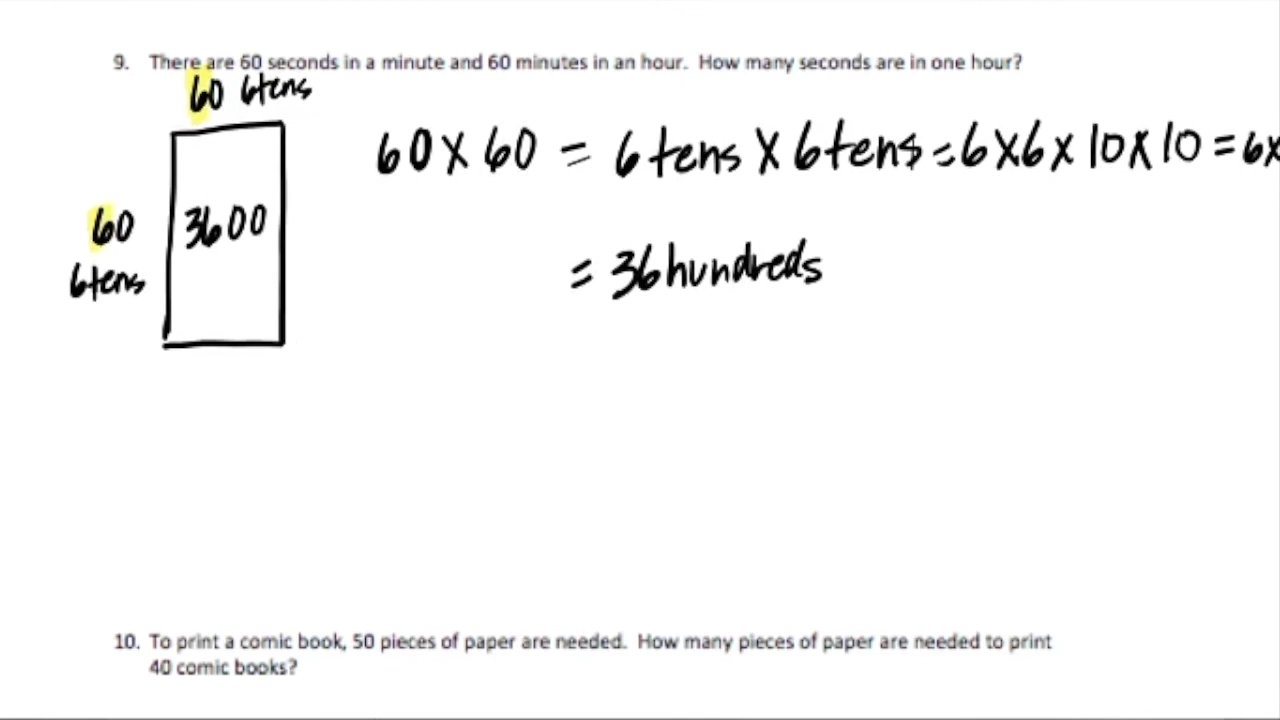 9. There are 60 seconds in a minute and 60 minutes in an hour. How many seconds are in one hour?
60 6tens
60 X 60 = 6 tens X 6 tens = 6 X 6 x 10 X 10 = 6x
60
3600
6tens
= 36 hundreds
10. To print a comic book, 50 pieces of paper are needed. How many pieces of paper are needed to print
40 comic books?